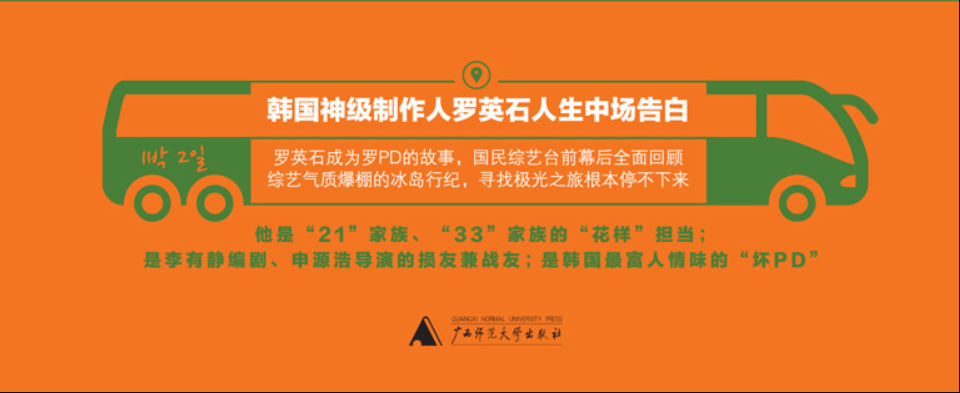 韩国神级制作人罗英石人生中场告白
罗英石成为罗PD的故事，国民综艺台前幕后全面回顾
综艺气质爆棚的冰岛行纪，寻找极光之旅根本停不下来
1박 2일
他是“21”家族、“33”家族的“花样”担当；
是李有静编剧、申源浩导演的损友兼战友；是韩国最富人情味的“坏PD”
GUANGXI NORMAL UNIVERSITY PRESS
广西师范大学出版社